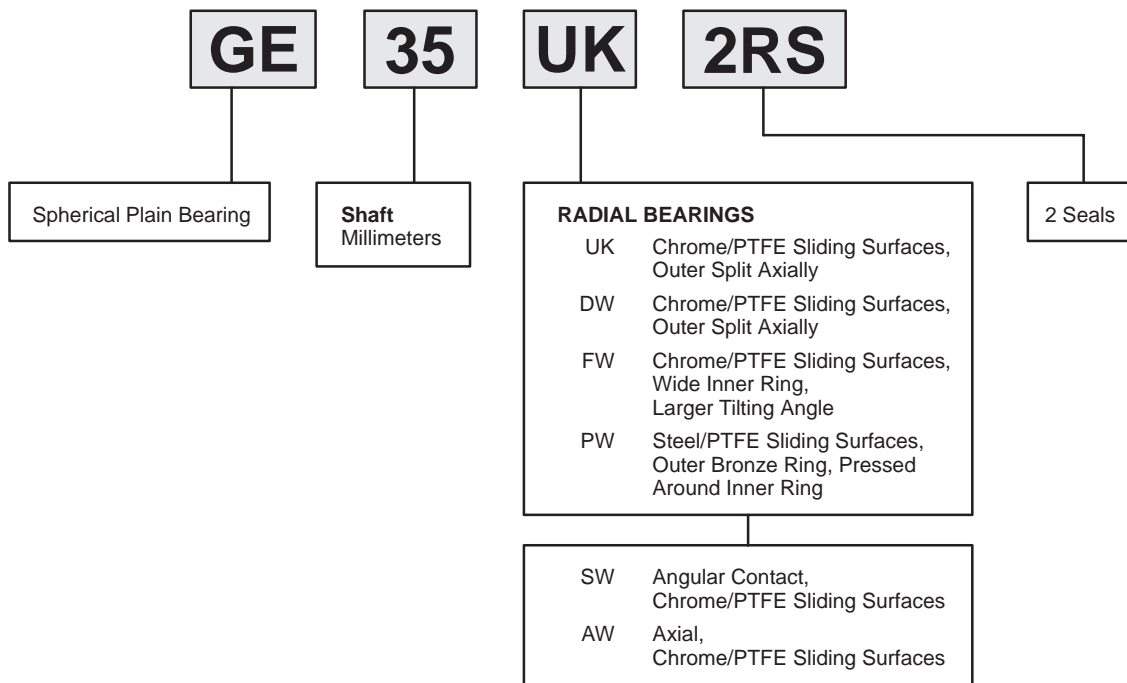 GE 35 UK 2RS
Spherical Plain Bearing
Shaft
Millimeters
RADIAL BEARINGS
UK Chrome/PTFE Sliding Surfaces,
Outer Split Axially
DW Chrome/PTFE Sliding Surfaces,
Outer Split Axially
FW Chrome/PTFE Sliding Surfaces,
Wide Inner Ring,
Larger Tilting Angle
PW Steel/PTFE Sliding Surfaces,
Outer Bronze Ring, Pressed
Around Inner Ring
2 Seals
SW Angular Contact,
Chrome/PTFE Sliding Surfaces
AW Axial,
Chrome/PTFE Sliding Surfaces